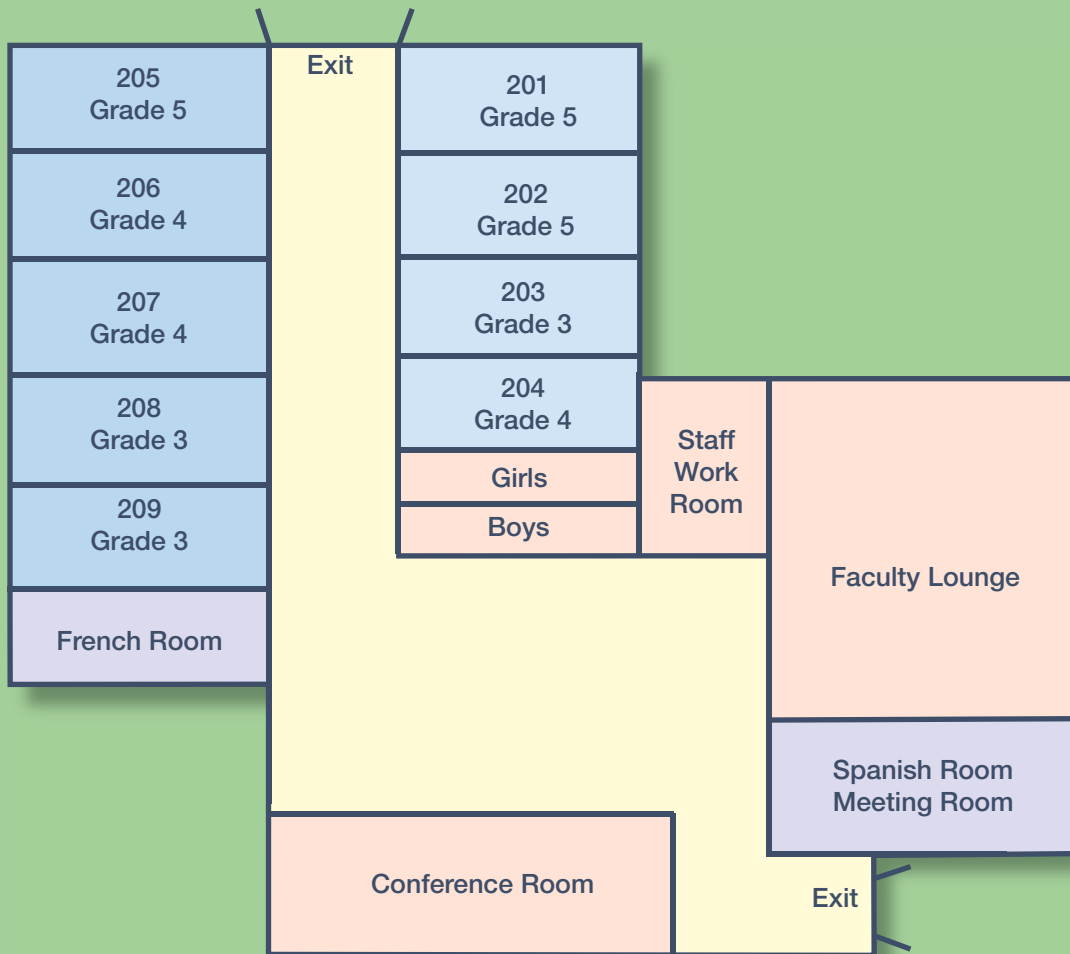 Exit
205
Grade 5
201
Grade 5
206
Grade 4
202
Grade 5
207
Grade 4
203
Grade 3
208
Grade 3
204
Grade 4
Staff
Work
Room
Girls
Boys
209
Grade 3
Faculty Lounge
French Room
Spanish Room
Meeting Room
Conference Room
Exit